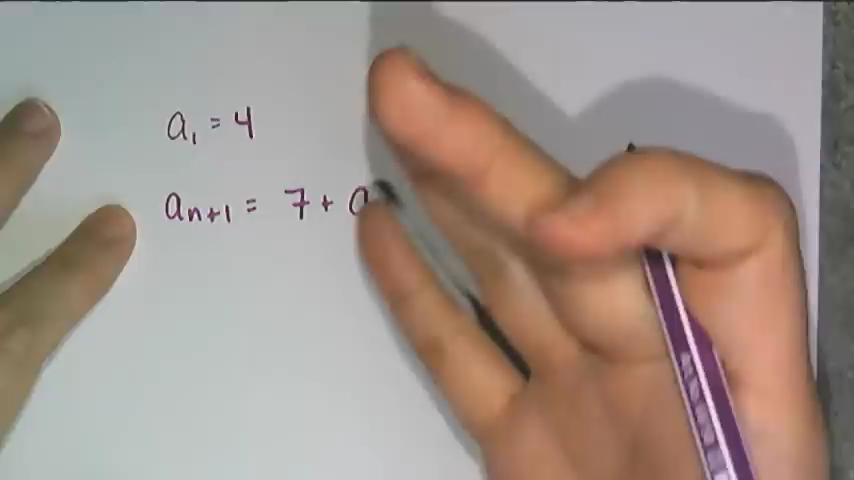 a₁ = 4
aₙ₊₁ = 7 + a